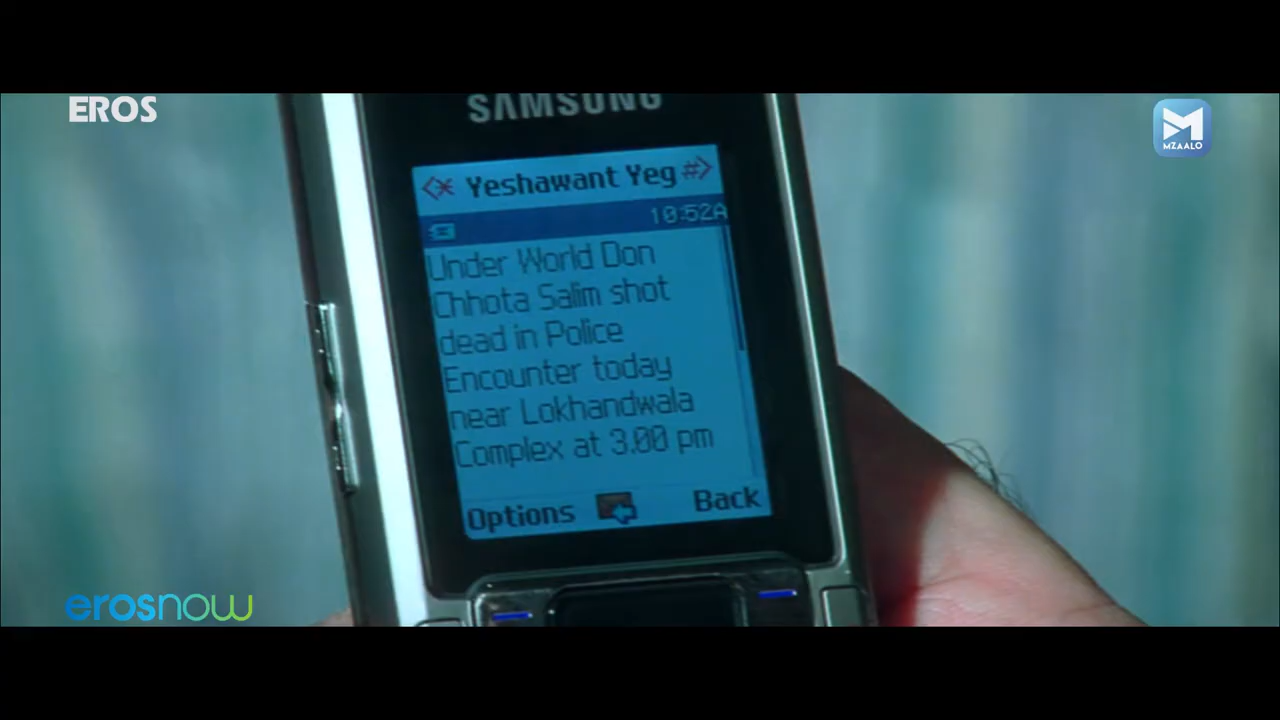 EROS
MZAALO
SAMSUNG
<* Yeshawant Yeg #>
10:52A
Under World Don
Chhota Salim shot
dead in Police
Encounter today
near Lokhandwala
Complex at 3.00 pm
Options Back
erosnow